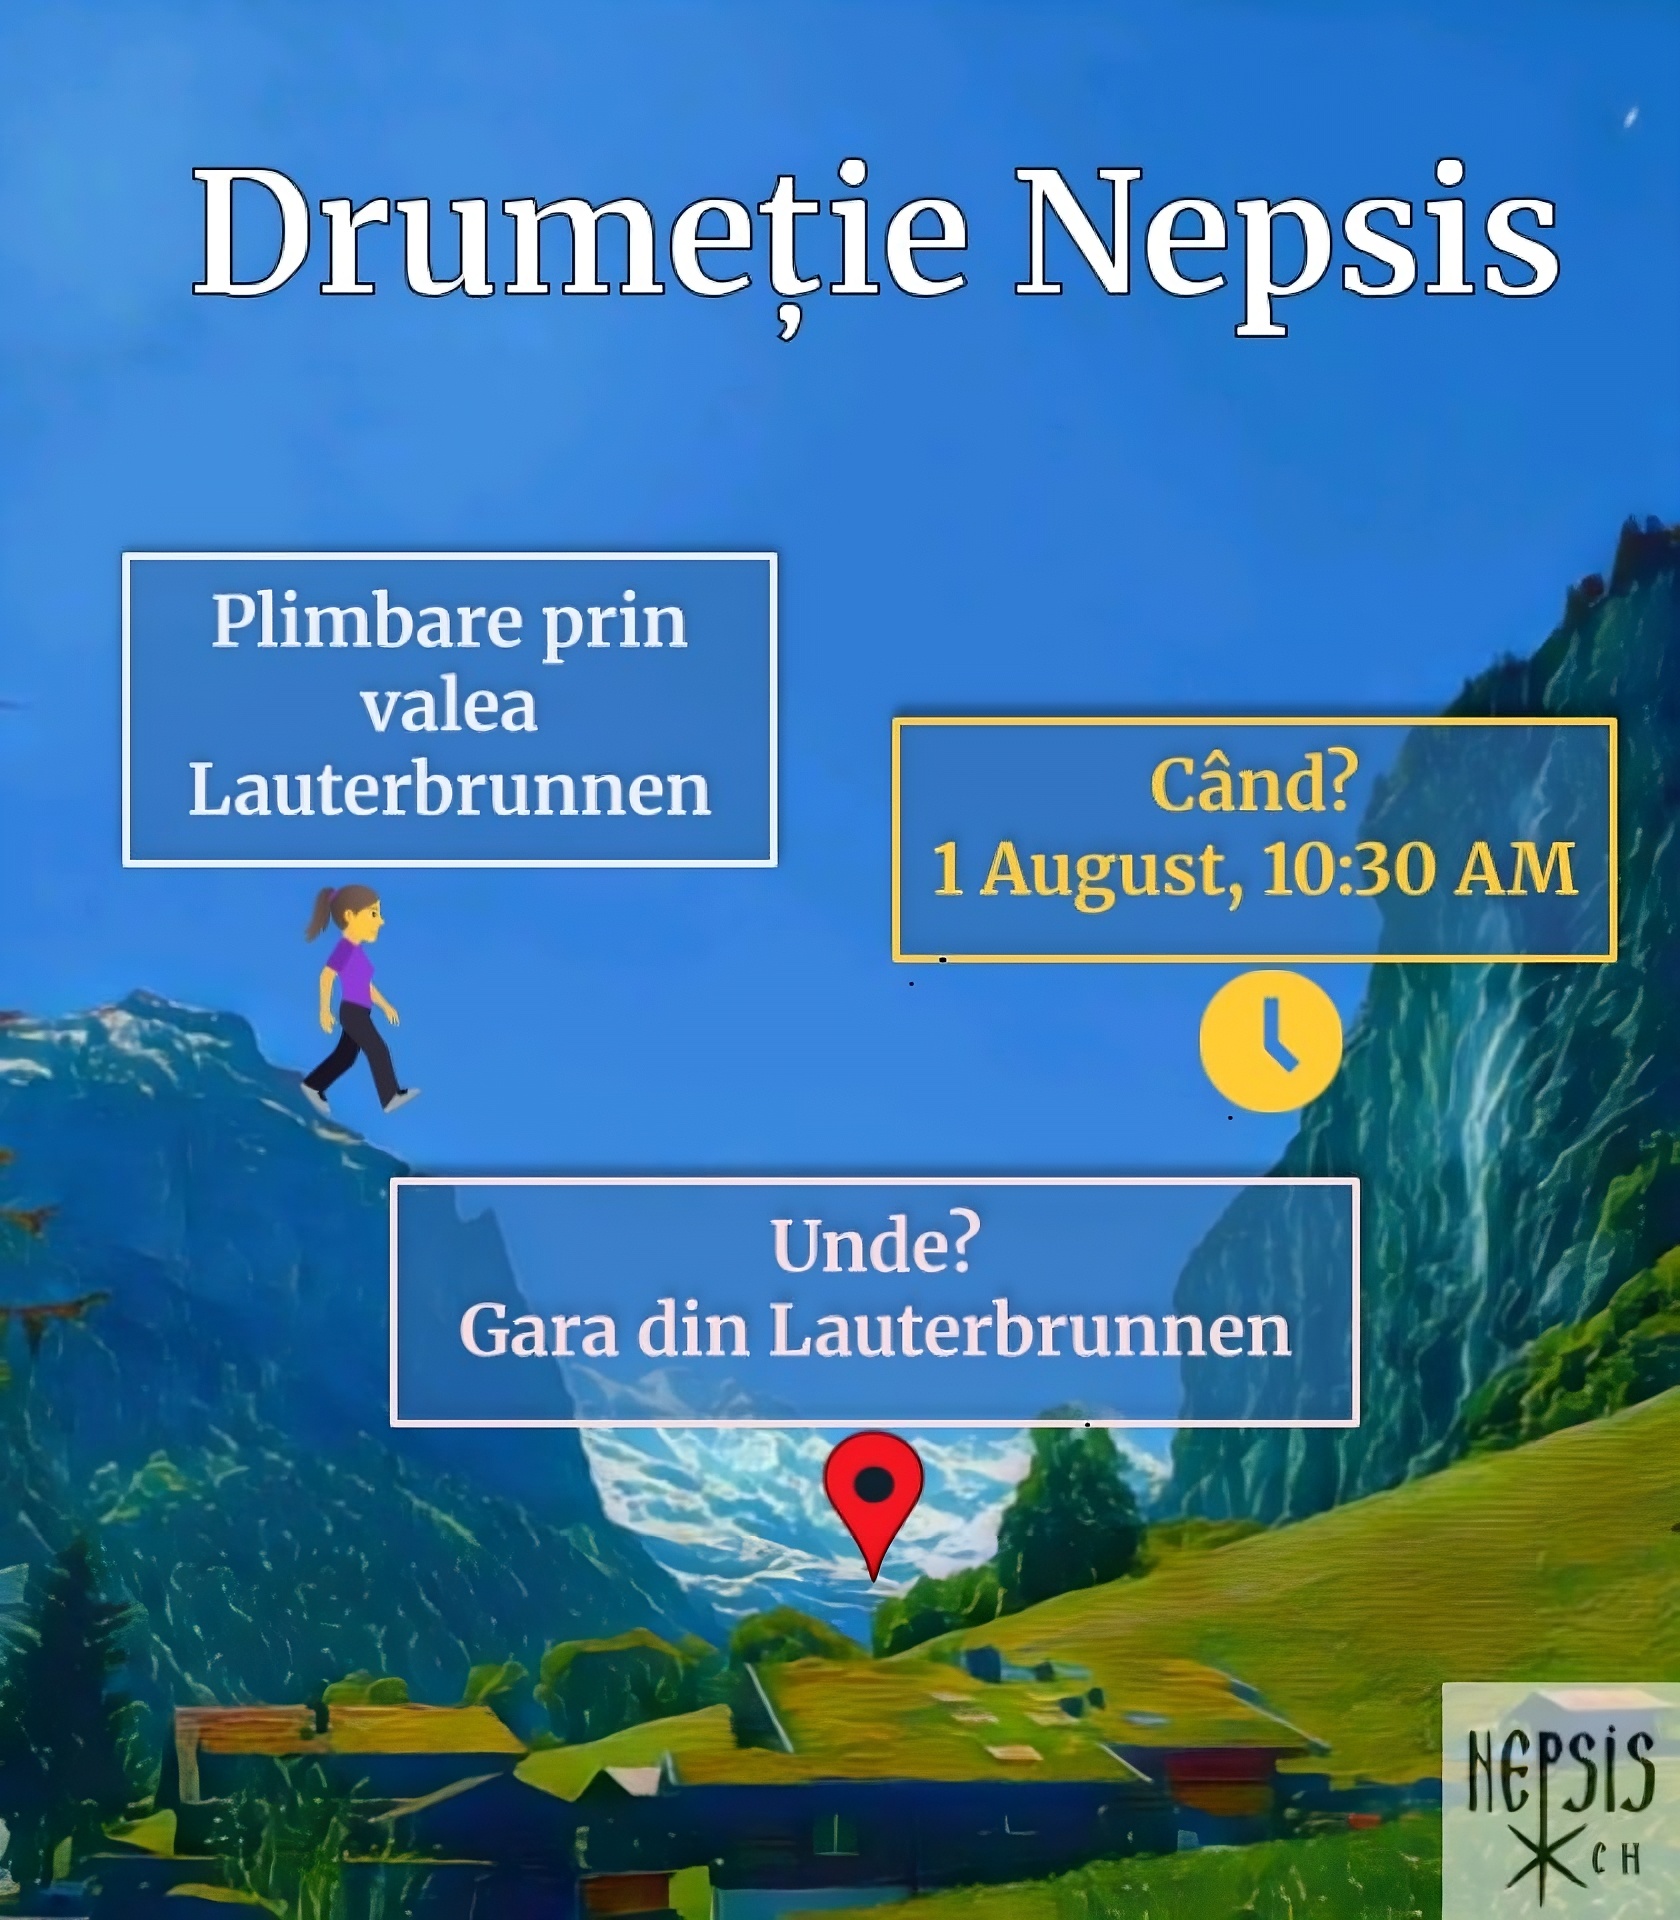 Drumeție Nepsis
Plimbare prin
valea
Lauterbrunnen
Când?
1 August, 10:30 AM
Unde?
Gara din Lauterbrunnen
NEPSIS
CH